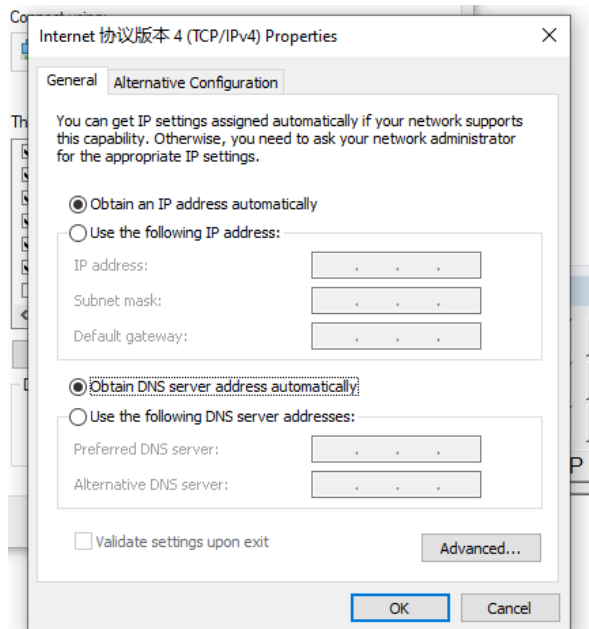 Connect using:
Internet 协议版本 4 (TCP/IPv4) Properties
General
Alternative Configuration
Th
You can get IP settings assigned automatically if your network supports
this capability. Otherwise, you need to ask your network administrator
for the appropriate IP settings.
Obtain an IP address automatically
Use the following IP address:
IP address:
Subnet mask:
Default gateway:
Obtain DNS server address automatically
Use the following DNS server addresses:
Preferred DNS server:
Alternative DNS server:
P
Validate settings upon exit
Advanced...
OK
Cancel